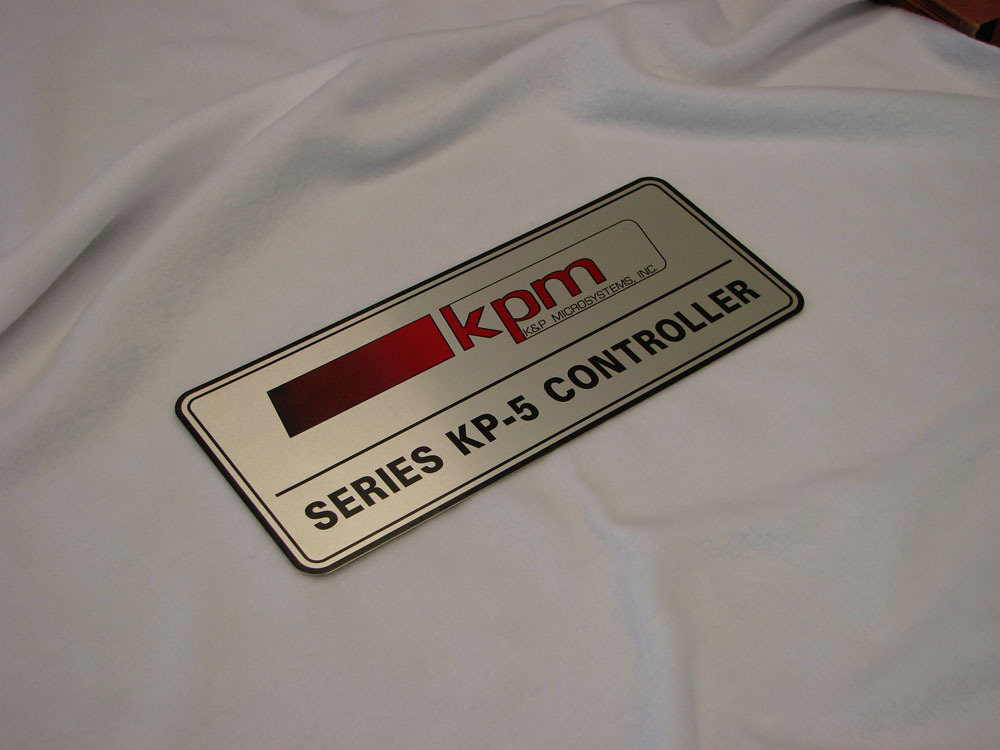 kpm
K&P MICROSYSTEMS, INC.
SERIES KP-5 CONTROLLER